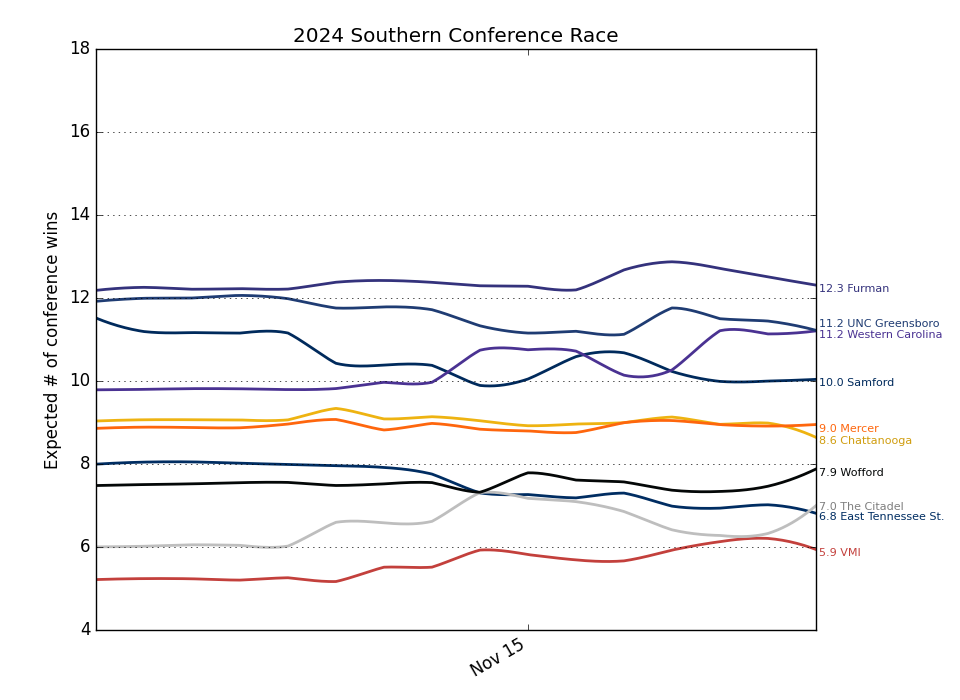 2024 Southern Conference Race
Expected # of conference wins
18
16
14
12
10
8
6
4
Nov 15
12.3 Furman
11.2 UNC Greensboro
11.2 Western Carolina
10.0 Samford
9.0 Mercer
8.6 Chattanooga
7.9 Wofford
7.0 The Citadel
6.8 East Tennessee St.
5.9 VMI